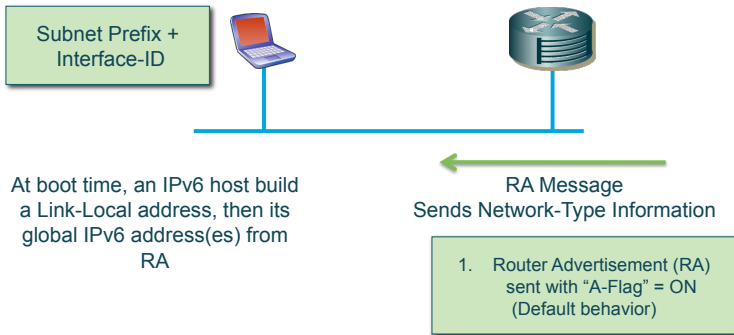 Subnet Prefix +
Interface-ID
At boot time, an IPv6 host build
a Link-Local address, then its
global IPv6 address(es) from
RA
RA Message
Sends Network-Type Information
1. Router Advertisement (RA)
sent with “A-Flag” = ON
(Default behavior)